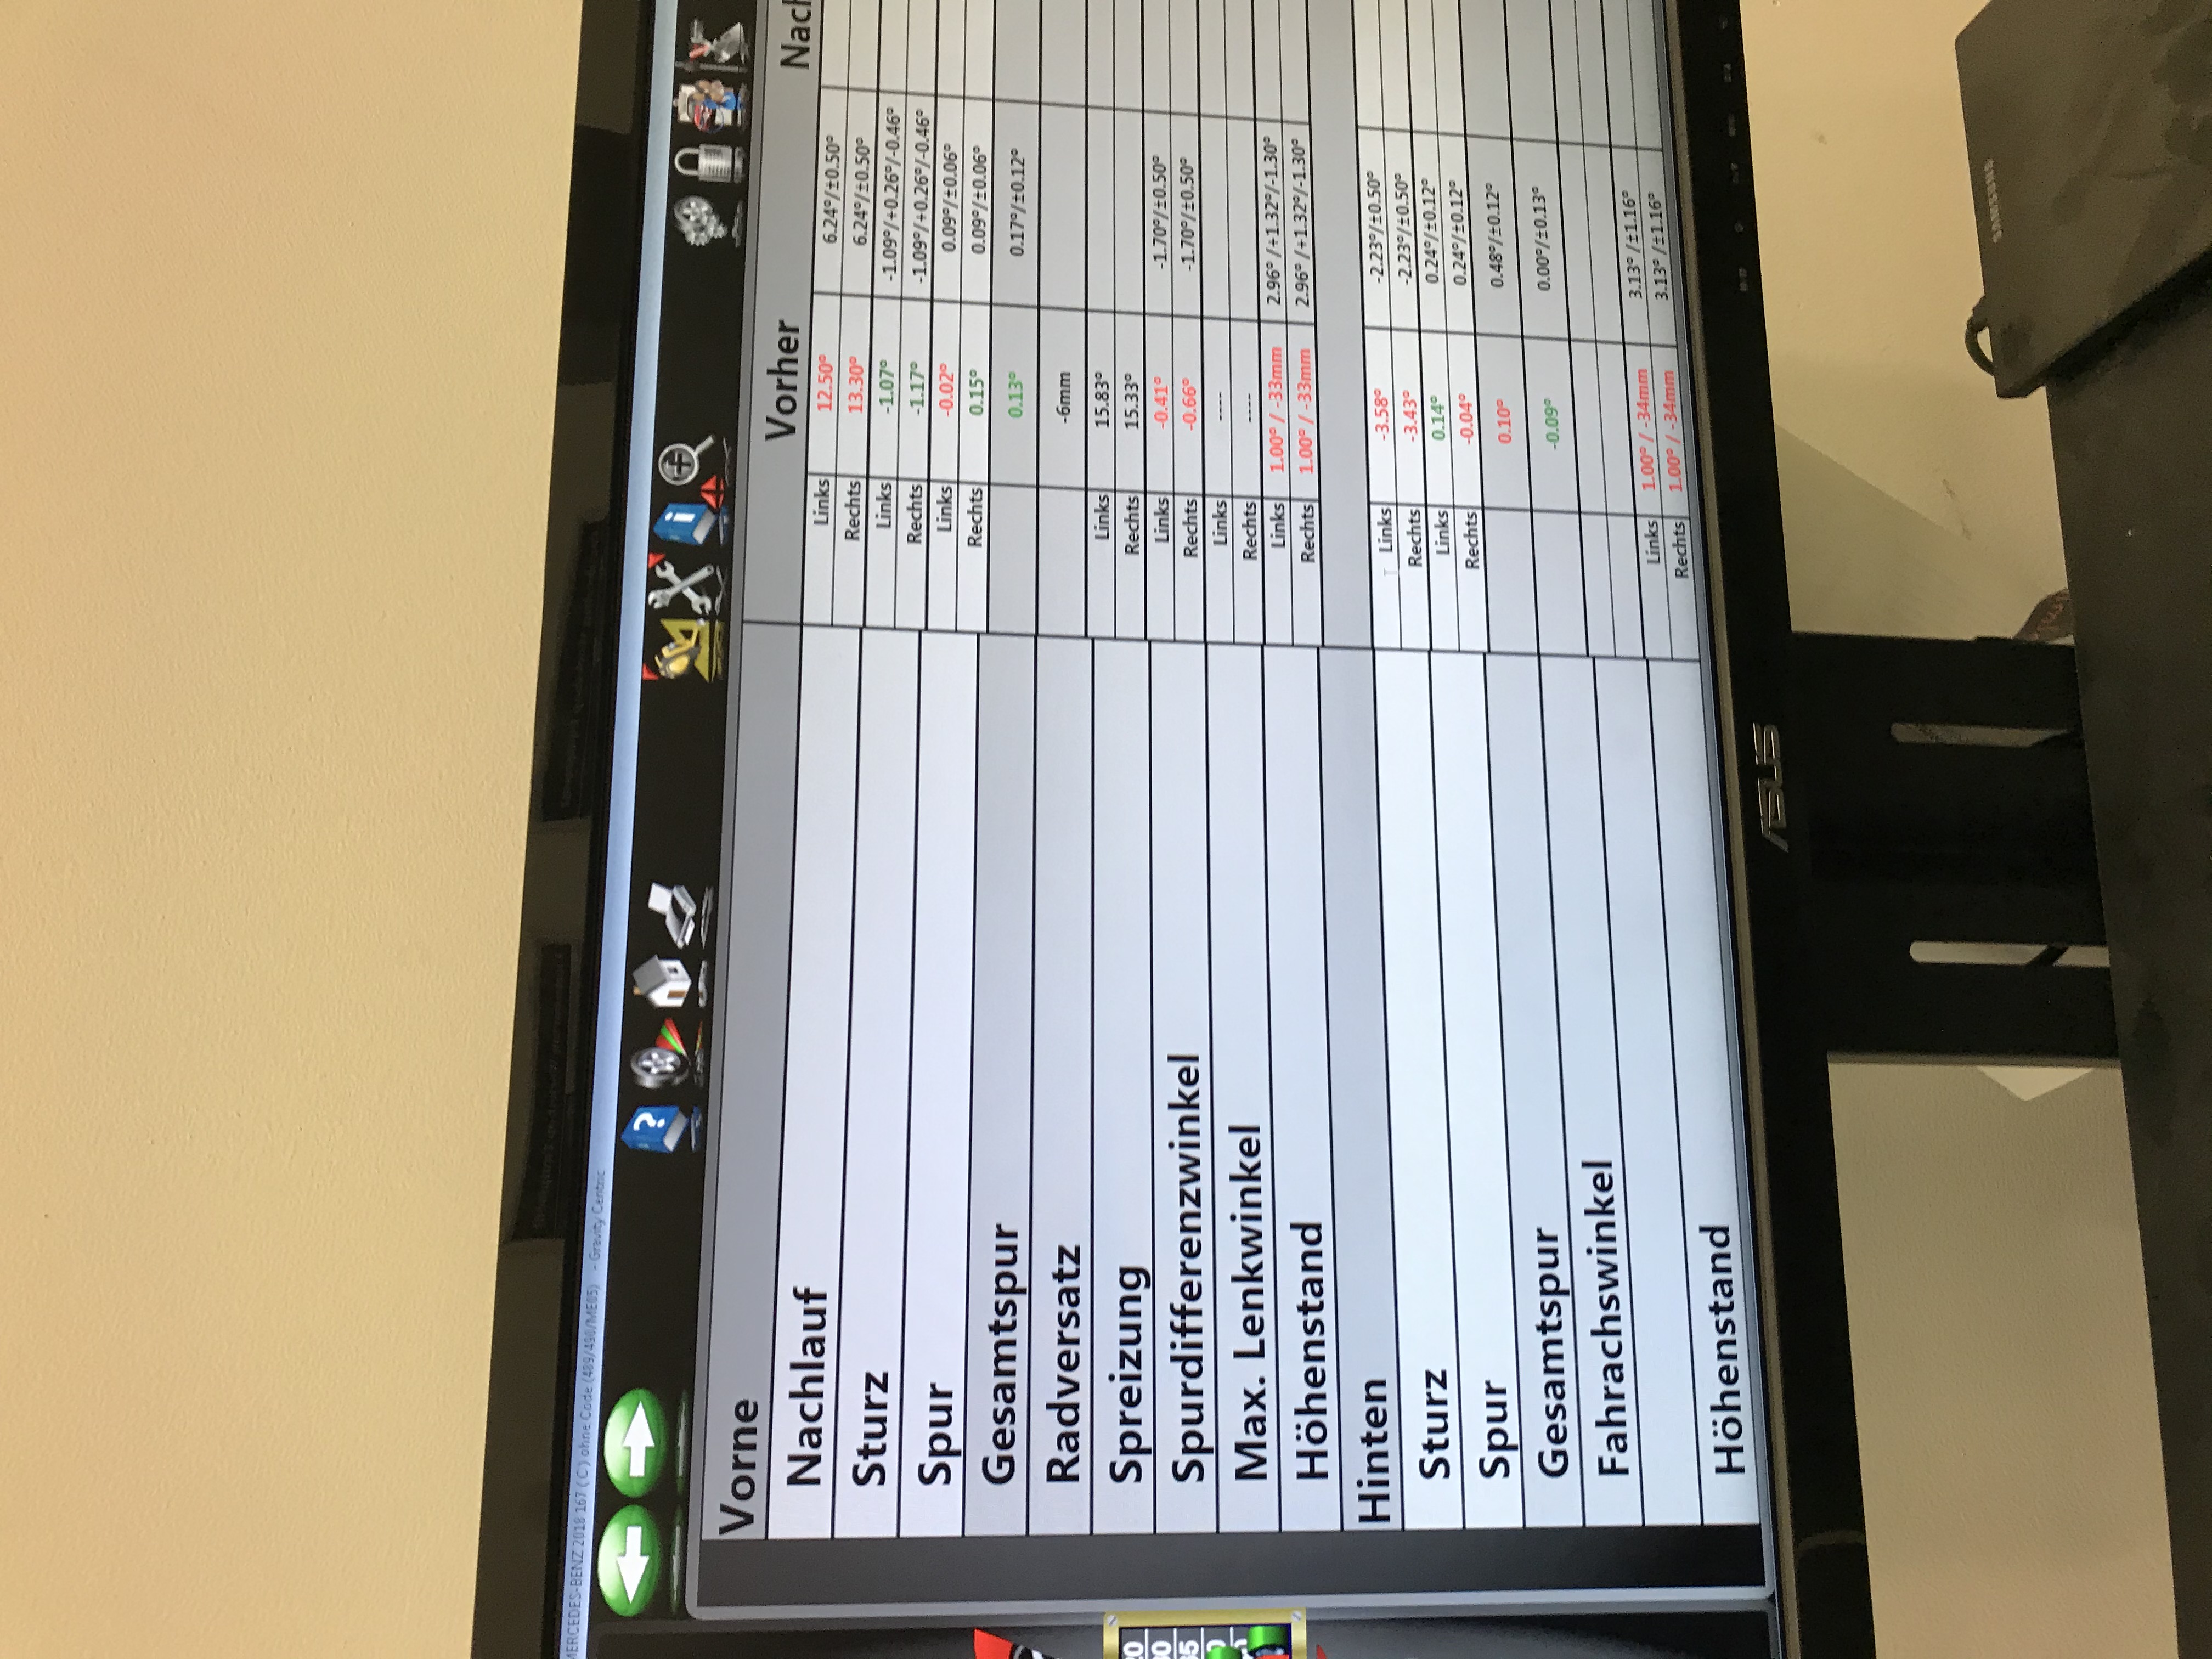 MERCEDES-BENZ 2018 167 ( C ) ohne Code (489/490/ME05) - Gravity Centric
Vorne
Vorher
Nach
Nachlauf
Links 12.50° 6.24°/±0.50°
Rechts 13.30° 6.24°/±0.50°
Sturz
Links -1.07° -1.09°/+0.26°/-0.46°
Rechts -1.17° -1.09°/+0.26°/-0.46°
Spur
Links -0.02° 0.09°/±0.06°
Rechts 0.15° 0.09°/±0.06°
Gesamtspur
0.13° 0.17°/±0.12°
Radversatz
-6mm
Spreizung
Links 15.83°
Rechts 15.33°
Spurdifferenzwinkel
Links -0.41° -1.70°/±0.50°
Rechts -0.66° -1.70°/±0.50°
Max. Lenkwinkel
Links ----
Rechts ----
Höhenstand
Links 1.00° / -33mm 2.96° /+1.32°/-1.30°
Rechts 1.00° / -33mm 2.96° /+1.32°/-1.30°
Hinten
Sturz
Links -3.58° -2.23°/±0.50°
Rechts -3.43° -2.23°/±0.50°
Spur
Links 0.14° 0.24°/±0.12°
Rechts -0.04° 0.24°/±0.12°
Gesamtspur
0.10° 0.48°/±0.12°
Fahrachswinkel
-0.09° 0.00°/±0.13°
Höhenstand
Links 1.00° / -34mm 3.13° /±1.16°
Rechts 1.00° / -34mm 3.13° /±1.16°
ASUS
SAMSUNG